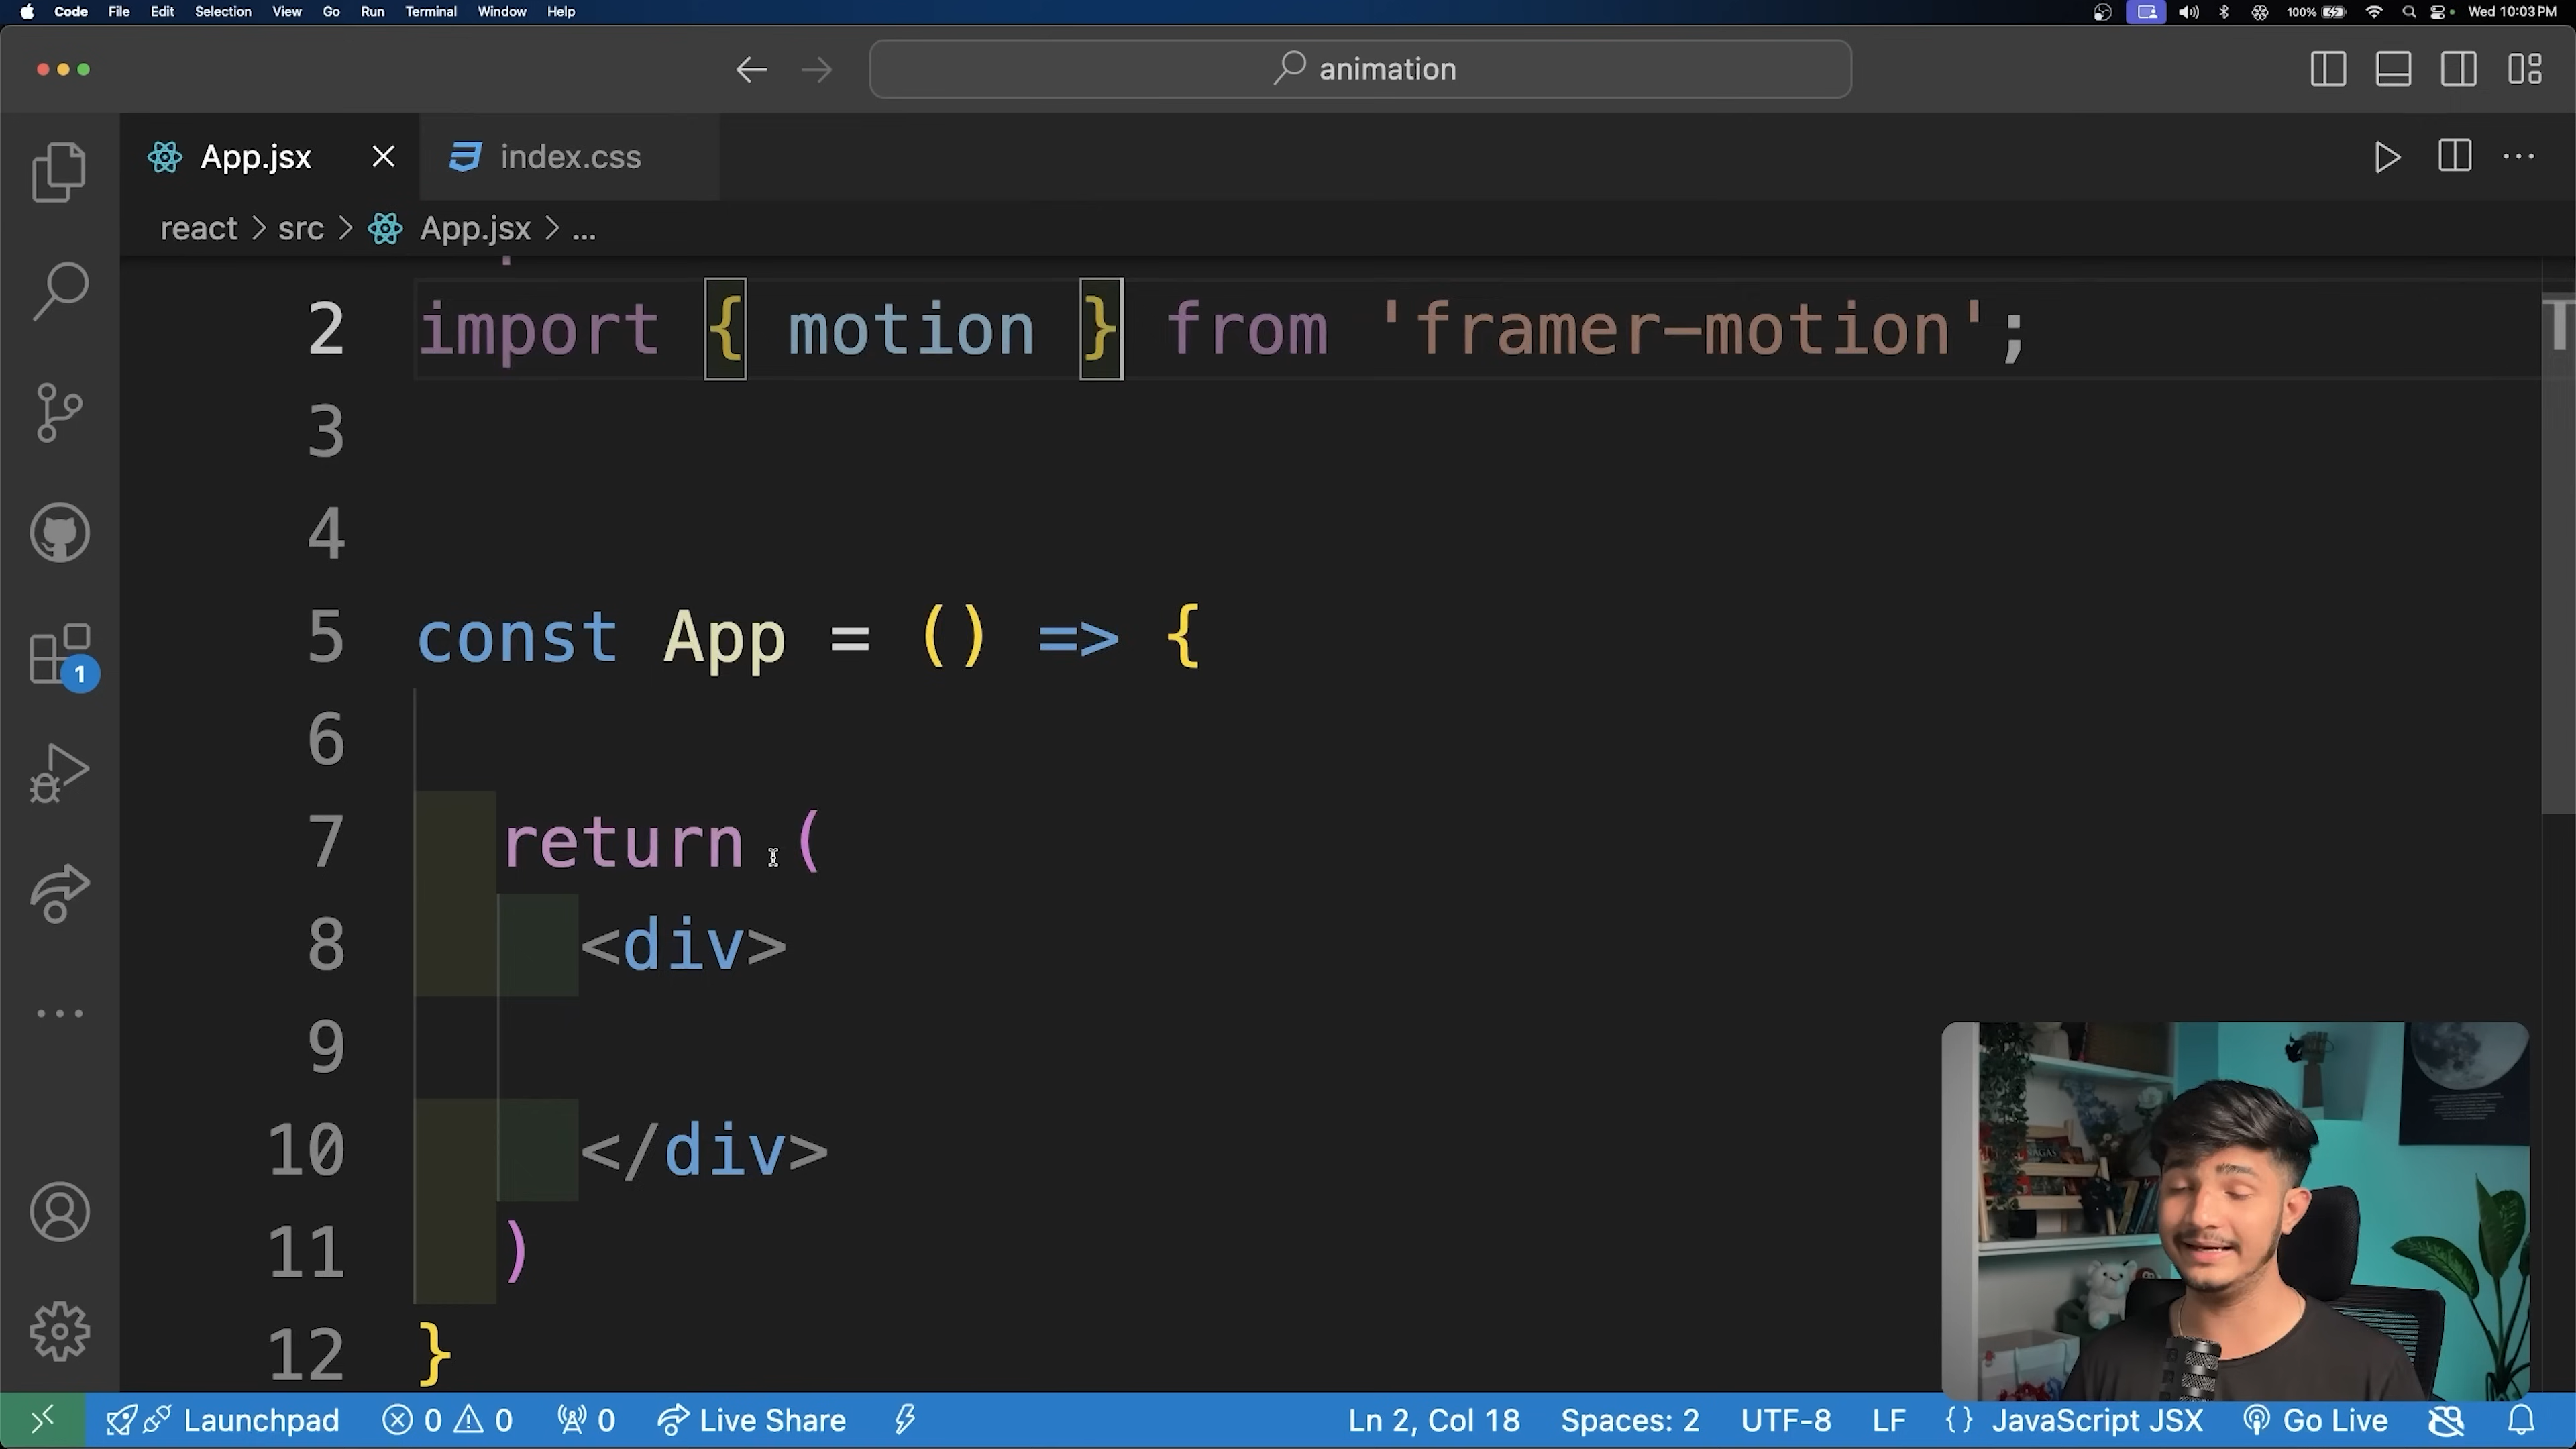 Code File Edit Selection View Go Run Terminal Window Help 100% Wed 10:03 PM
animation
App.jsx index.css
react > src > App.jsx > ...
2 import { motion } from 'framer-motion';
3
4
5 const App = () => {
6
7 return (
8 <div>
9
10 </div>
11 )
12 }
1
Launchpad 0 0 0 Live Share Ln 2, Col 18 Spaces: 2 UTF-8 LF {} JavaScript JSX Go Live